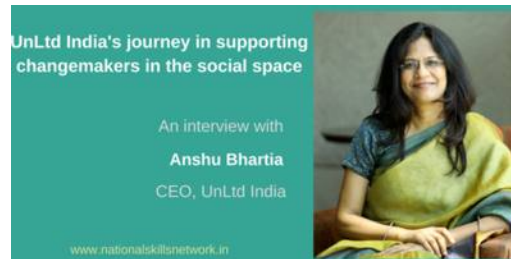 UnLtd India's journey in supporting
changemakers in the social space
An interview with
Anshu Bhartia
CEO, UnLtd India
www.nationalskillsnetwork.in